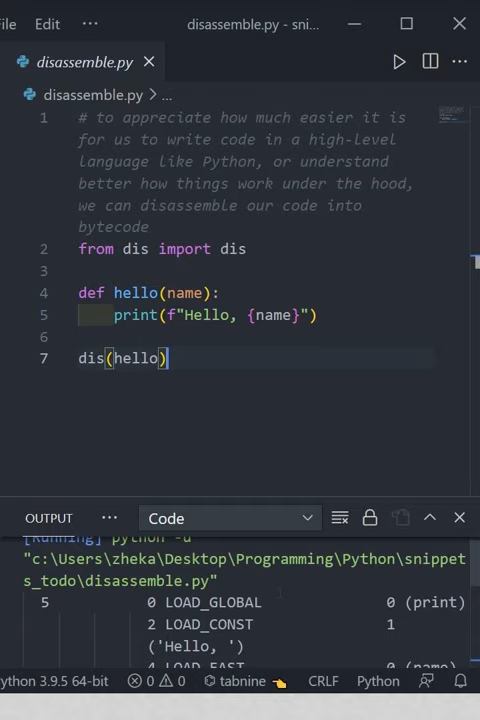 File Edit ··· disassemble.py - sni...
disassemble.py
disassemble.py > ...
1 # to appreciate how much easier it is
for us to write code in a high-level
language like Python, or understand
better how things work under the hood,
we can disassemble our code into
bytecode
2 from dis import dis
3
4 def hello(name):
5 print(f"Hello, {name}")
6
7 dis(hello)
OUTPUT ··· Code
[Running] python -u
"c:\Users\zheka\Desktop\Programming\Python\snippet
s_todo\disassemble.py"
5 0 LOAD_GLOBAL 0 (print)
2 LOAD_CONST 1
('Hello, ')
4 LOAD_FAST 0 (name)
ython 3.9.5 64-bit 0 0 tabnine CRLF Python